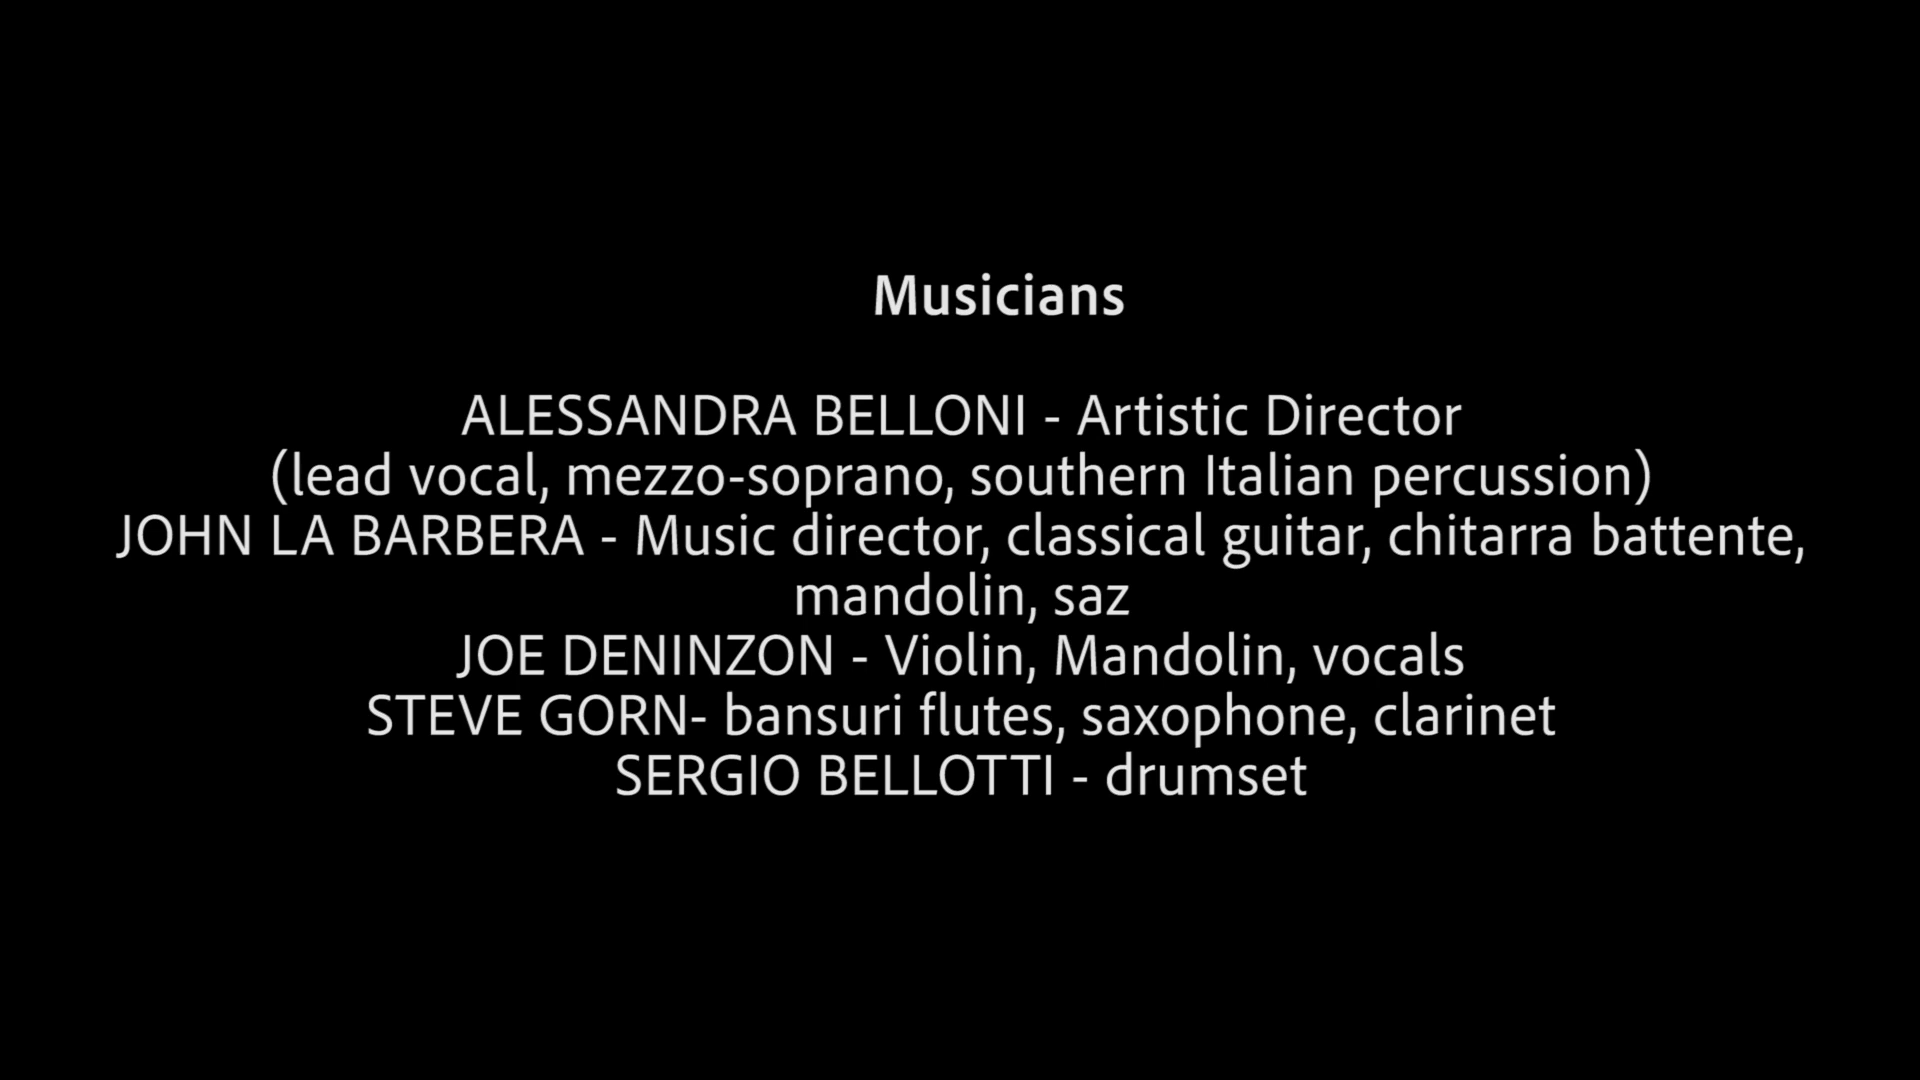 Musicians
ALESSANDRA BELLONI - Artistic Director
(lead vocal, mezzo-soprano, southern Italian percussion)
JOHN LA BARBERA - Music director, classical guitar, chitarra battente,
mandolin, saz
JOE DENINZON - Violin, Mandolin, vocals
STEVE GORN- bansuri flutes, saxophone, clarinet
SERGIO BELLOTTI - drumset